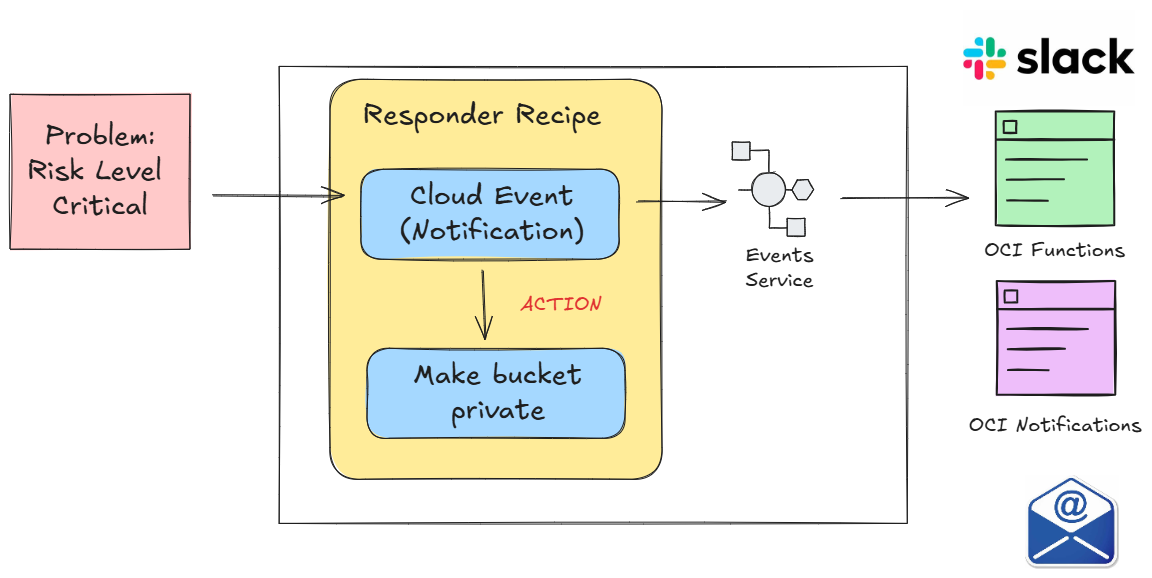 Problem:
Risk Level
Critical
Responder Recipe
Cloud Event
(Notification)
ACTION
Make bucket
private
Events
Service
slack
OCI Functions
OCI Notifications
@